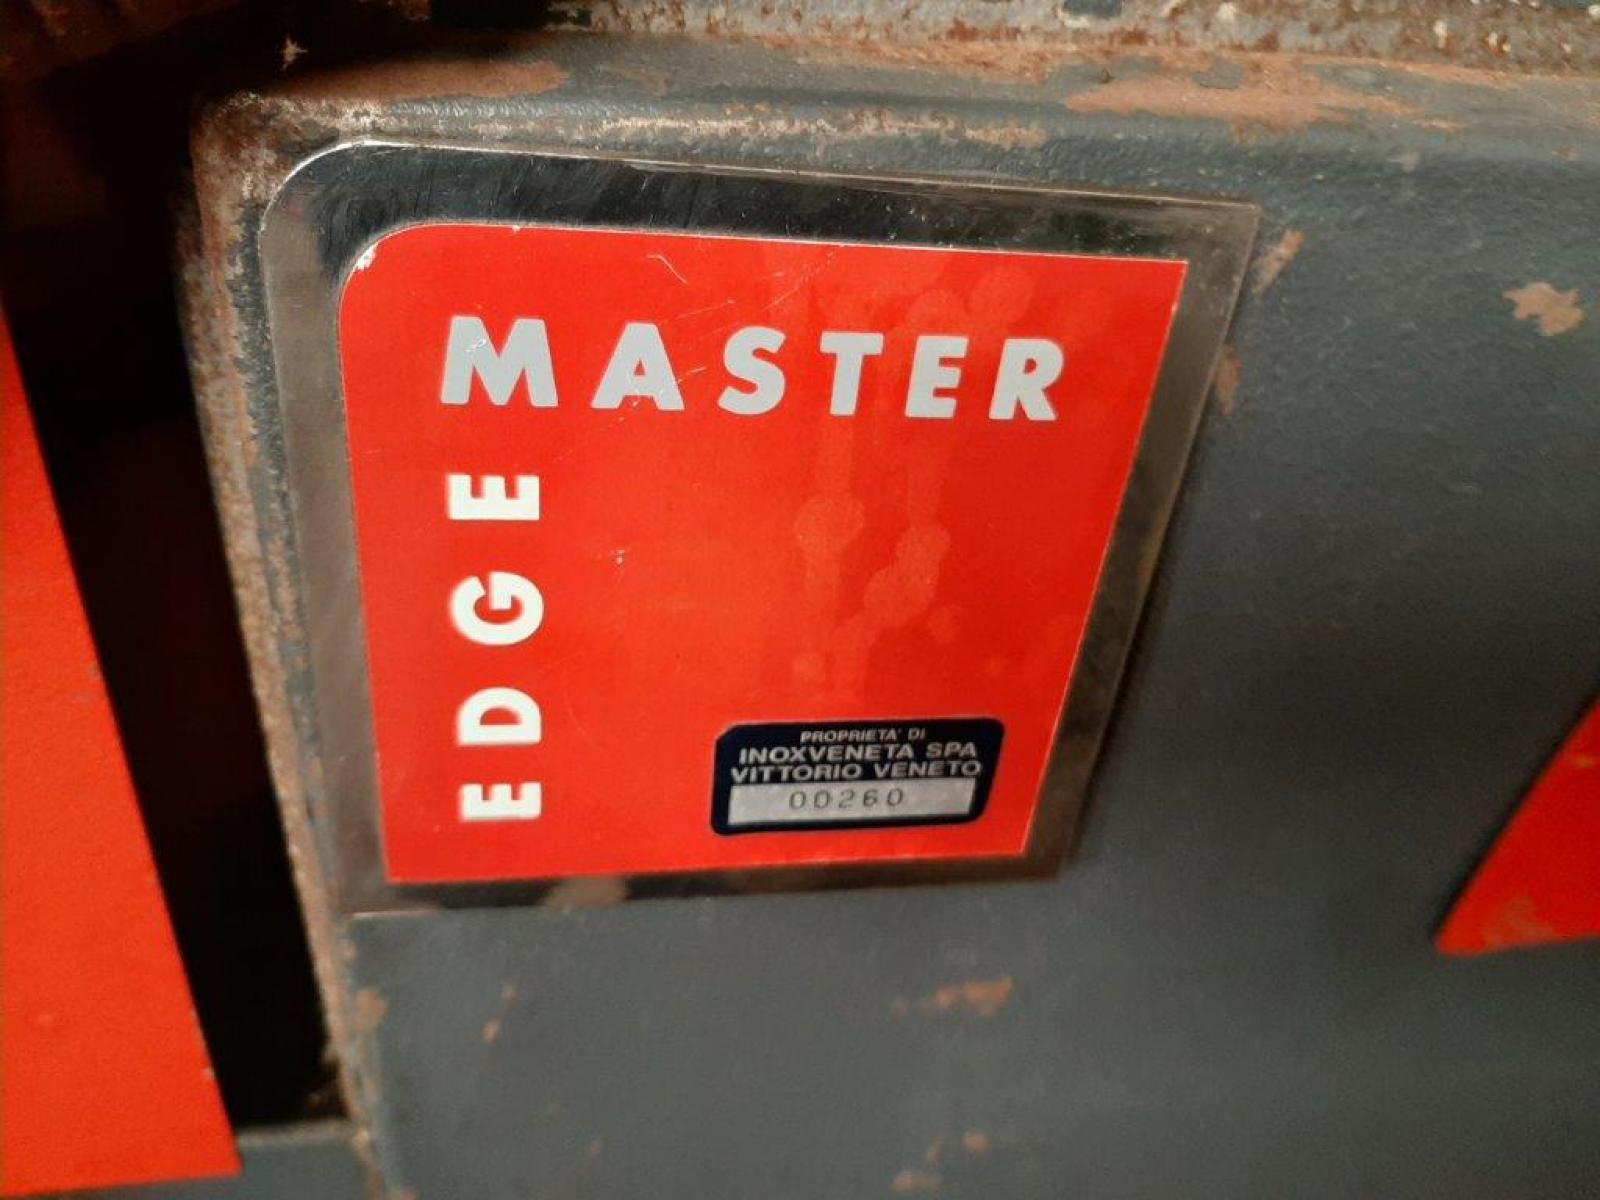 MASTER
EDGE
PROPRIETA' DI
INOXVENETA SPA
VITTORIO VENETO
00260